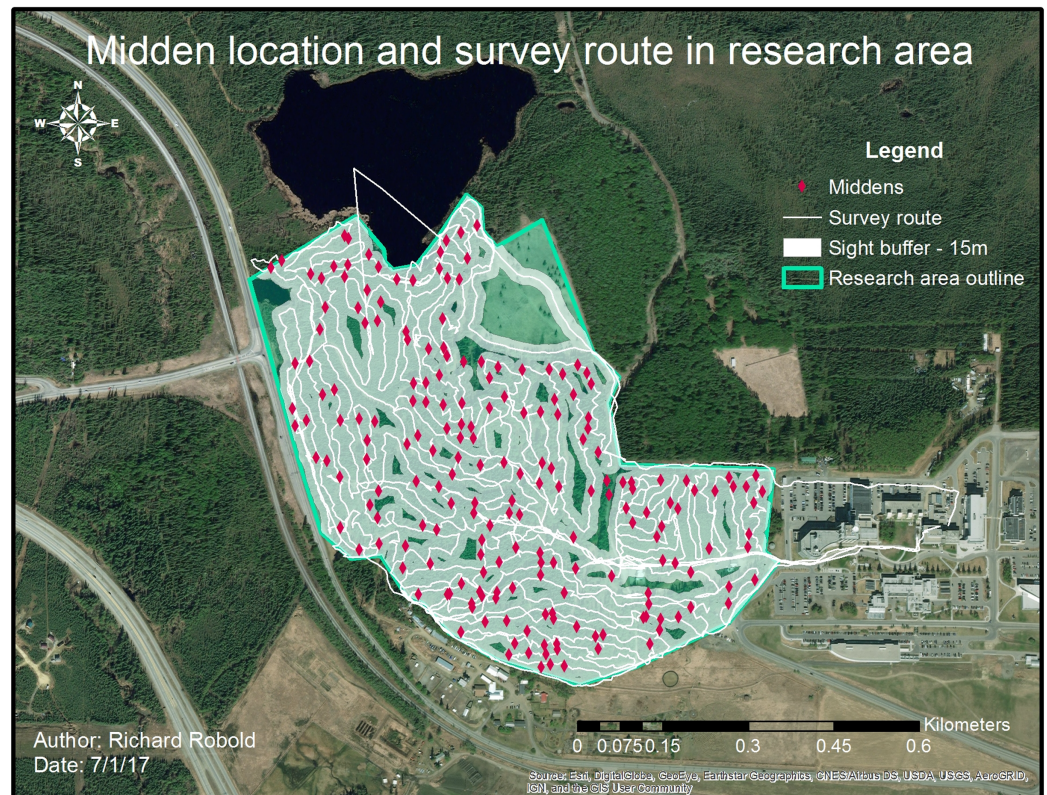 Midden location and survey route in research area
N
W E
S
Legend
Middens
Survey route
Sight buffer - 15m
Research area outline
Kilometers
0 0.075 0.15 0.3 0.45 0.6
Author: Richard Robold
Date: 7/1/17
Source: Esri, DigitalGlobe, GeoEye, Earthstar Geographics, CNES/Airbus DS, USDA, USGS, AeroGRID,
IGN, and the GIS User Community